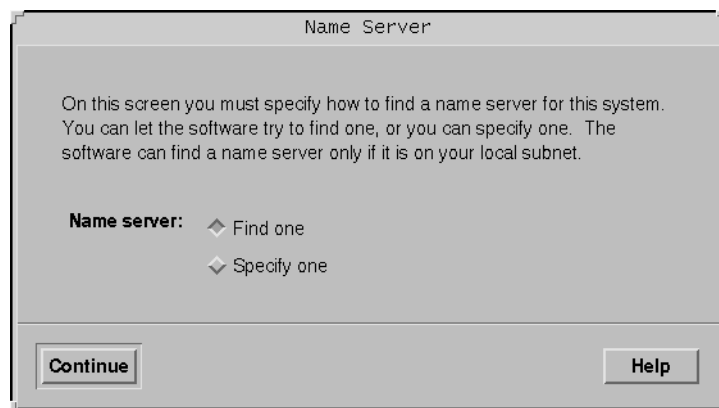 Name Server
On this screen you must specify how to find a name server for this system.
You can let the software try to find one, or you can specify one. The
software can find a name server only if it is on your local subnet.
Name server:
Find one
Specify one
Continue
Help